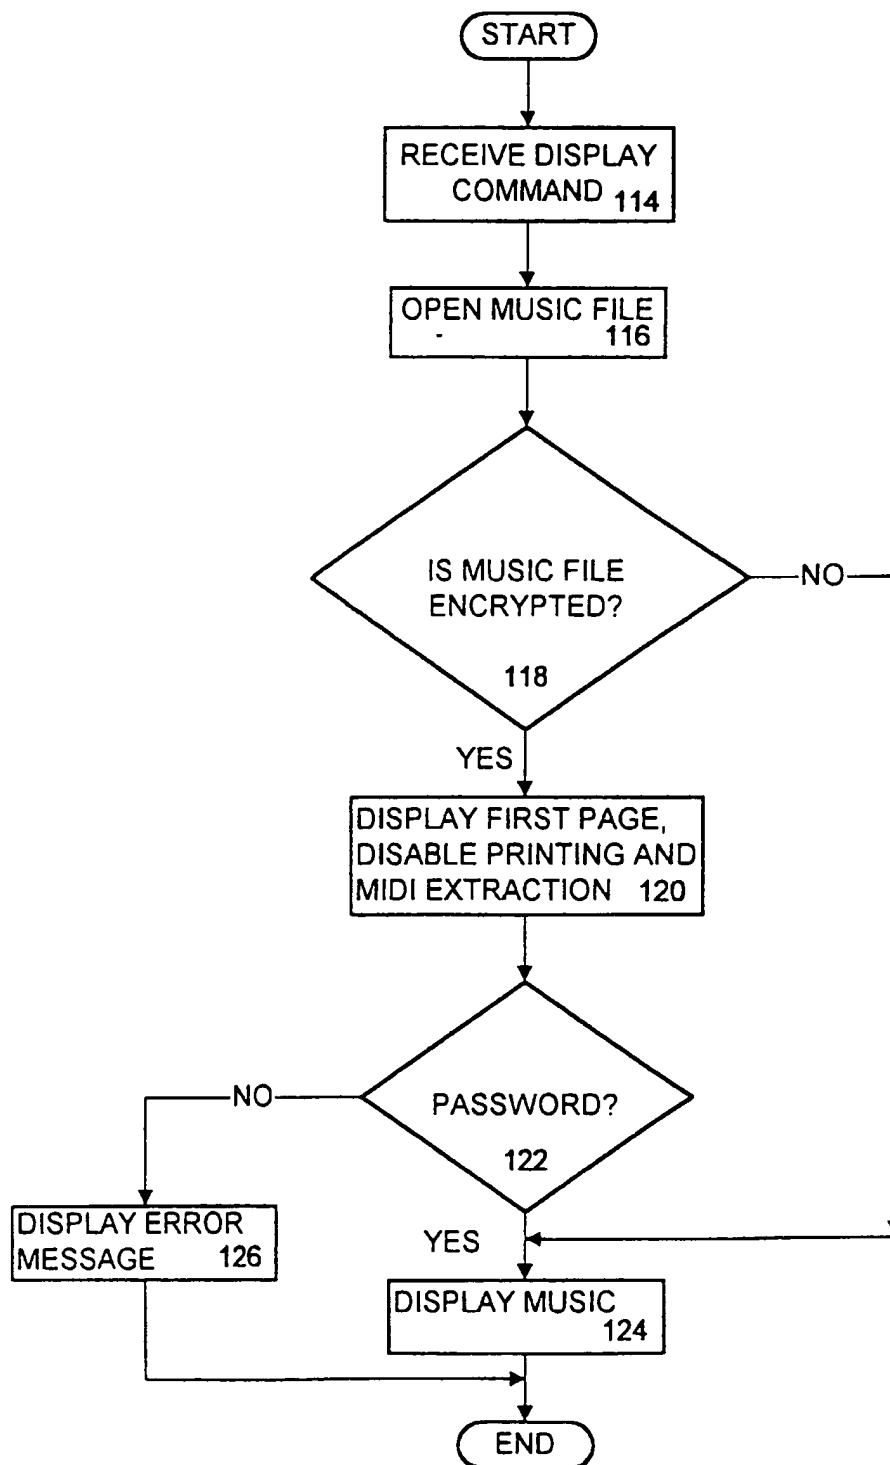 START
RECEIVE DISPLAY
COMMAND 114
OPEN MUSIC FILE
116
IS MUSIC FILE
ENCRYPTED?
118
NO
YES
DISPLAY FIRST PAGE,
DISABLE PRINTING AND
MIDI EXTRACTION 120
PASSWORD?
122
NO
DISPLAY ERROR
MESSAGE 126
YES
DISPLAY MUSIC
124
END